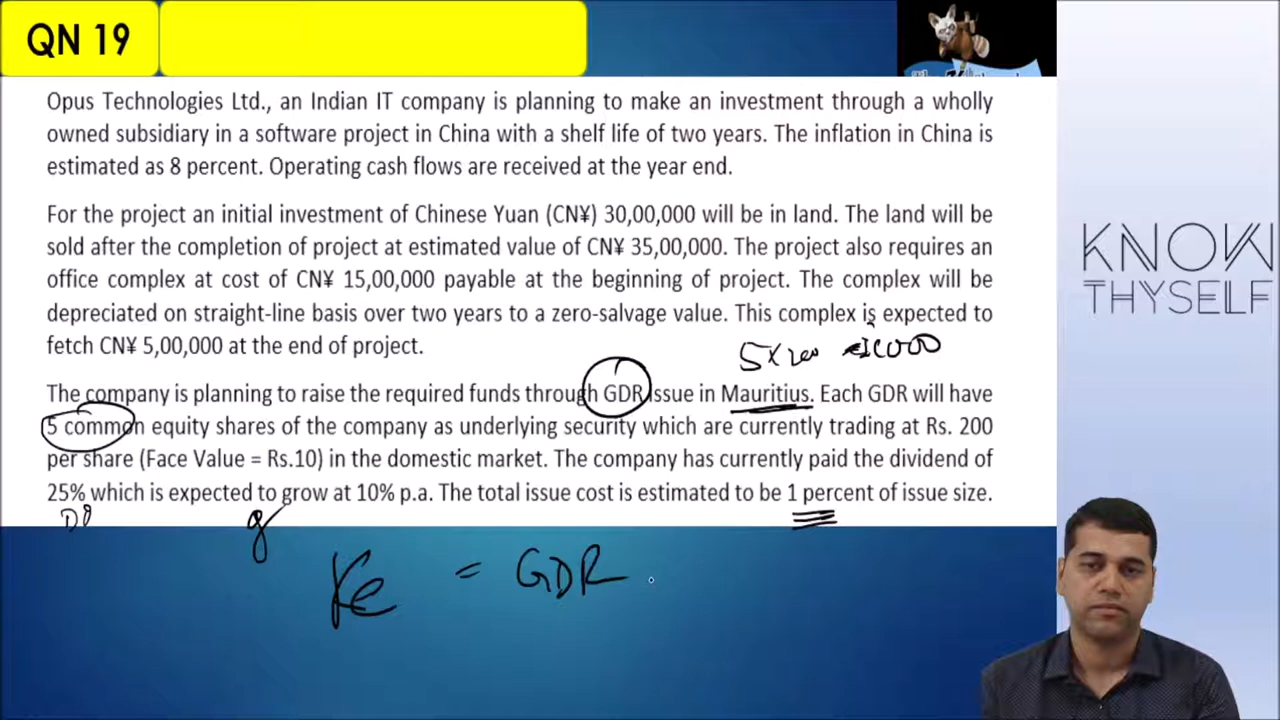 QN 19
Opus Technologies Ltd., an Indian IT company is planning to make an investment through a wholly
owned subsidiary in a software project in China with a shelf life of two years. The inflation in China is
estimated as 8 percent. Operating cash flows are received at the year end.
For the project an initial investment of Chinese Yuan (CN¥) 30,00,000 will be in land. The land will be
sold after the completion of project at estimated value of CN¥ 35,00,000. The project also requires an
office complex at cost of CN¥ 15,00,000 payable at the beginning of project. The complex will be
depreciated on straight-line basis over two years to a zero-salvage value. This complex is expected to
fetch CN¥ 5,00,000 at the end of project.
5 x 200
The company is planning to raise the required funds through GDR issue in Mauritius. Each GDR will have
5 common equity shares of the company as underlying security which are currently trading at Rs. 200
per share (Face Value = Rs.10) in the domestic market. The company has currently paid the dividend of
25% which is expected to grow at 10% p.a. The total issue cost is estimated to be 1 percent of issue size.
D0 g
Ke = GDR
KNOW
THYSELF